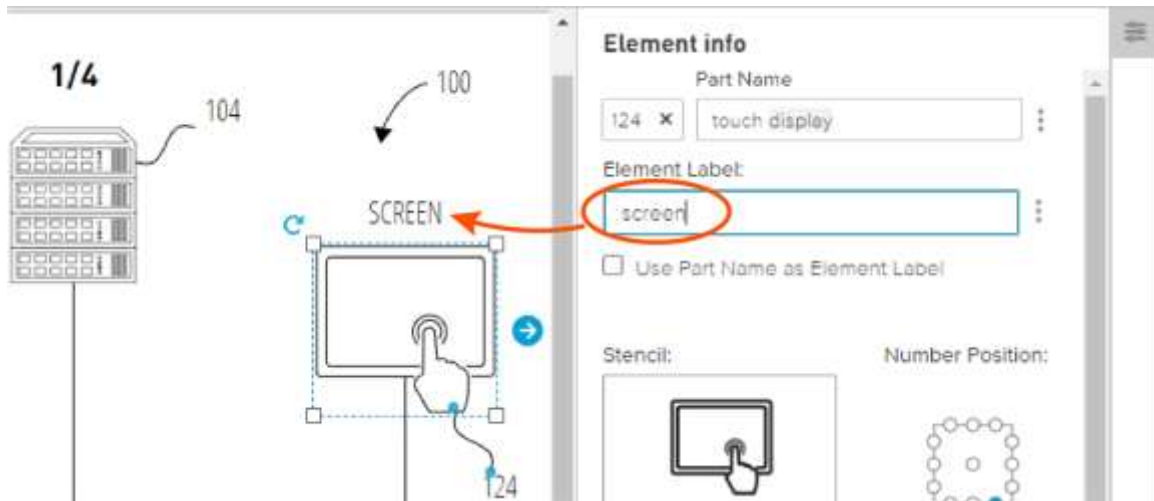 1/4
104
100
SCREEN
124
Element info
Part Name
124 × touch display
Element Label:
screen
Use Part Name as Element Label
Stencil:
Number Position: